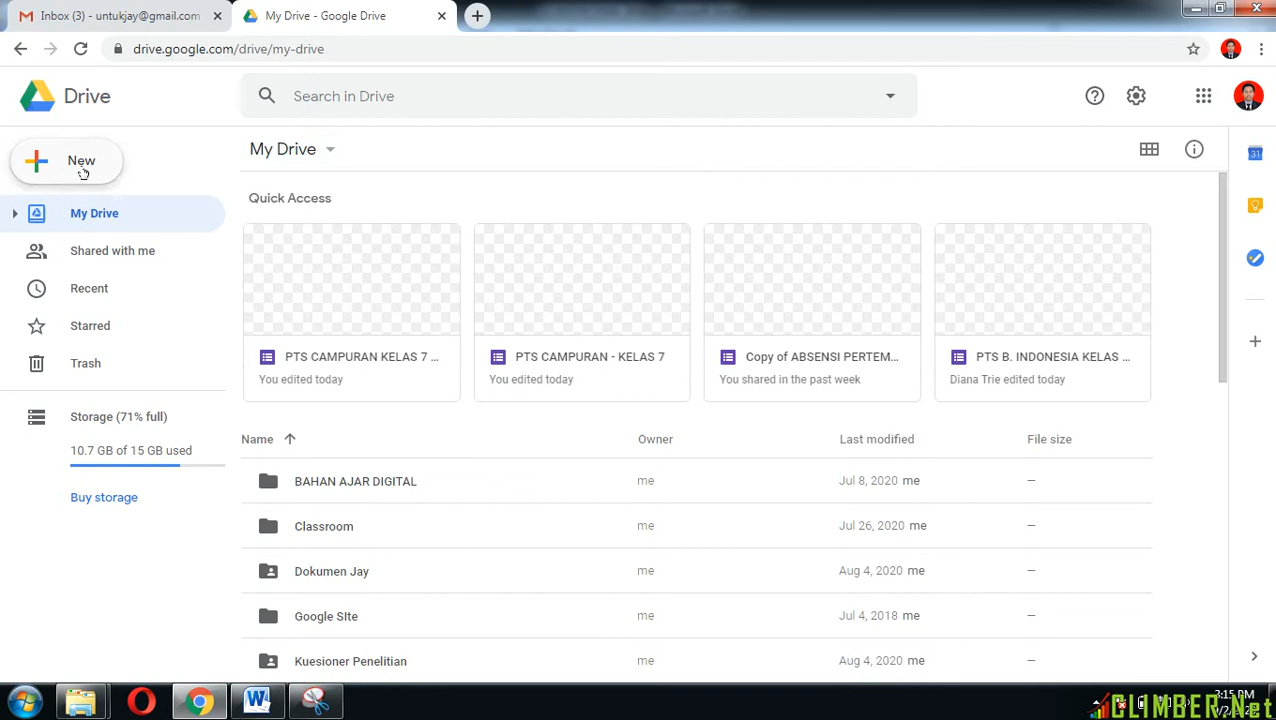 Inbox (3) - untukjay@gmail.com
My Drive - Google Drive
drive.google.com/drive/my-drive
Drive
Search in Drive
New
My Drive
Shared with me
Recent
Starred
Trash
Storage (71% full)
10.7 GB of 15 GB used
Buy storage
My Drive
Quick Access
PTS CAMPURAN KELAS 7 ...
You edited today
PTS CAMPURAN - KELAS 7
You edited today
Copy of ABSENSI PERTEM...
You shared in the past week
PTS B. INDONESIA KELAS ...
Diana Trie edited today
Name Owner Last modified File size
BAHAN AJAR DIGITAL me Jul 8, 2020 me —
Classroom me Jul 26, 2020 me —
Dokumen Jay me Aug 4, 2020 me —
Google SIte me Jul 4, 2018 me —
Kuesioner Penelitian me Aug 4, 2020 me —
31
:15 PM
GLIMBER.Net